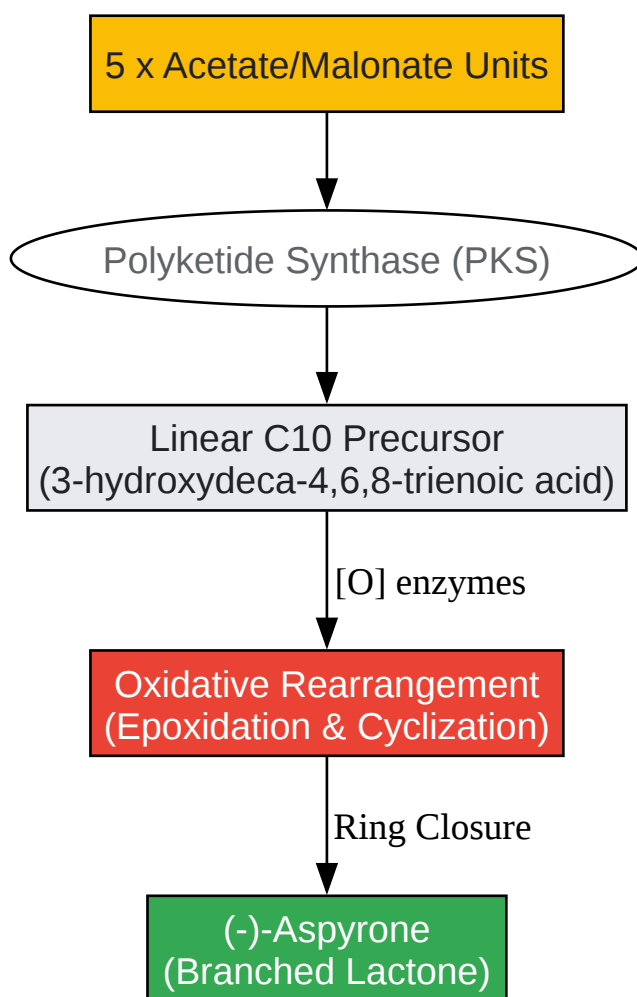 5 x Acetate/Malonate Units
Polyketide Synthase (PKS)
Linear C10 Precursor
(3-hydroxydeca-4,6,8-trienoic acid)
[O] enzymes
Oxidative Rearrangement
(Epoxidation & Cyclization)
Ring Closure
(-)-Aspyrone
(Branched Lactone)